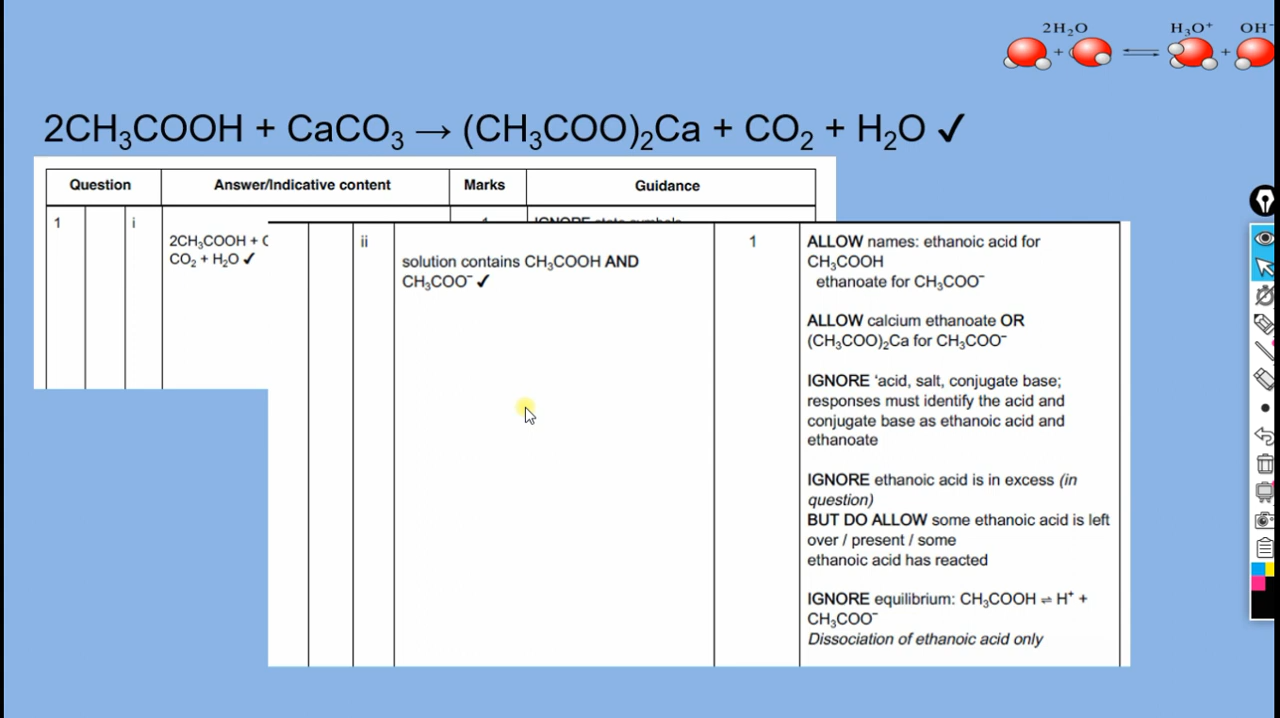 2H₂O H₃O⁺ OH⁻
+ ⇌ +
2CH₃COOH + CaCO₃ → (CH₃COO)₂Ca + CO₂ + H₂O ✓
Question Answer/Indicative content Marks Guidance
1 i
2CH₃COOH +
CO₂ + H₂O ✓
ii
solution contains CH₃COOH AND
CH₃COO⁻ ✓
1
ALLOW names: ethanoic acid for
CH₃COOH
ethanoate for CH₃COO⁻
ALLOW calcium ethanoate OR
(CH₃COO)₂Ca for CH₃COO⁻
IGNORE 'acid, salt, conjugate base;
responses must identify the acid and
conjugate base as ethanoic acid and
ethanoate
IGNORE ethanoic acid is in excess (in
question)
BUT DO ALLOW some ethanoic acid is left
over / present / some
ethanoic acid has reacted
IGNORE equilibrium: CH₃COOH ⇌ H⁺ +
CH₃COO⁻
Dissociation of ethanoic acid only